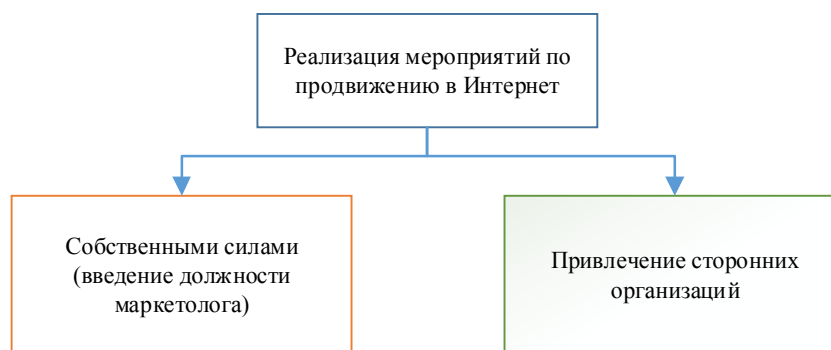 Реализация мероприятий по
продвижению в Интернет
Собственными силами
(введение должности
маркетолога)
Привлечение сторонних
организаций